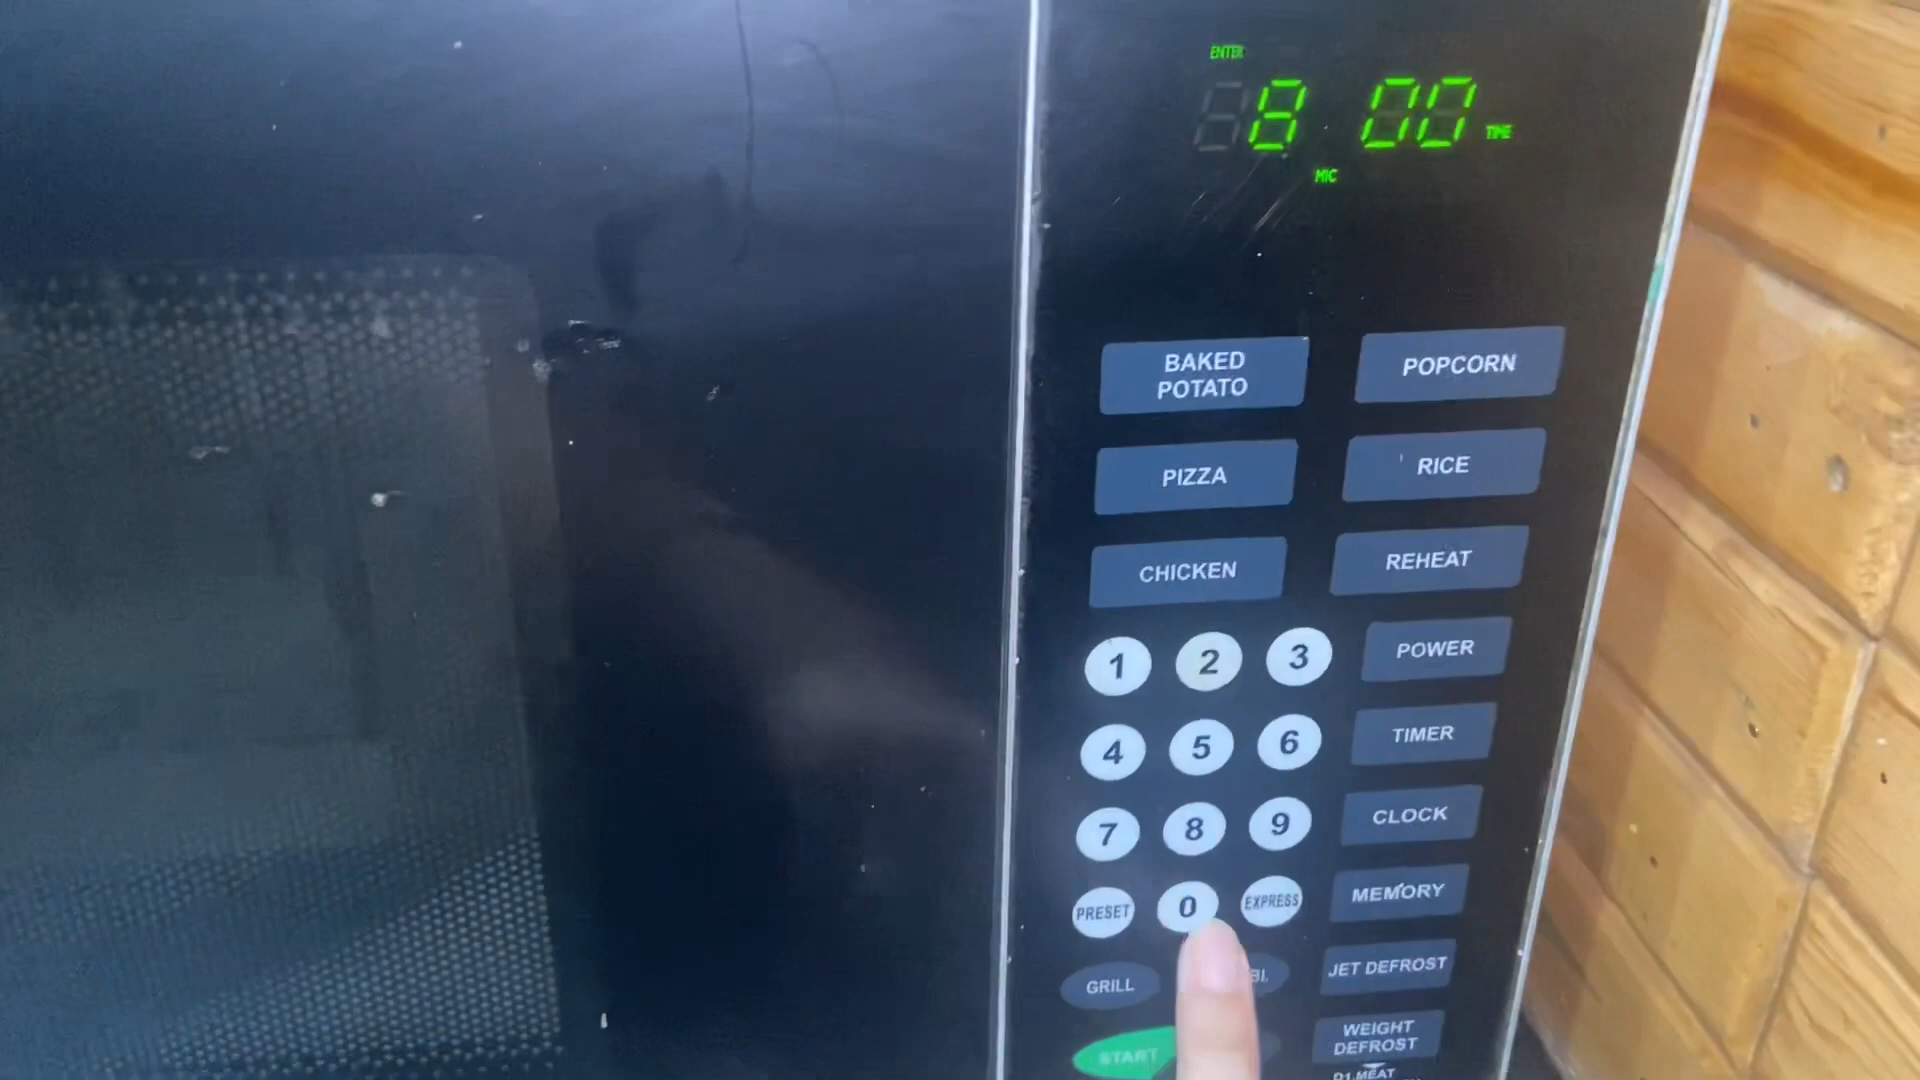 ENTER
8 00 TIME
MIC
BAKED
POTATO
POPCORN
PIZZA
RICE
CHICKEN
REHEAT
1 2 3
POWER
4 5 6
TIMER
7 8 9
CLOCK
PRESET 0 EXPRESS
MEMORY
GRILL
JET DEFROST
START
WEIGHT
DEFROST